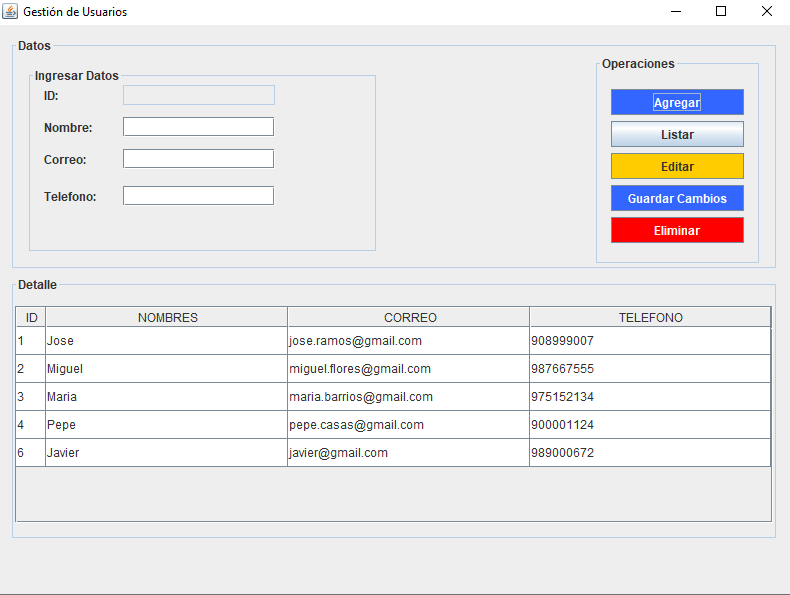 Gestión de Usuarios
Datos
Ingresar Datos
ID:
Nombre:
Correo:
Telefono:
Operaciones
Agregar
Listar
Editar
Guardar Cambios
Eliminar
Detalle
ID NOMBRES CORREO TELEFONO
1 Jose jose.ramos@gmail.com 908999007
2 Miguel miguel.flores@gmail.com 987667555
3 Maria maria.barrios@gmail.com 975152134
4 Pepe pepe.casas@gmail.com 900001124
6 Javier javier@gmail.com 989000672